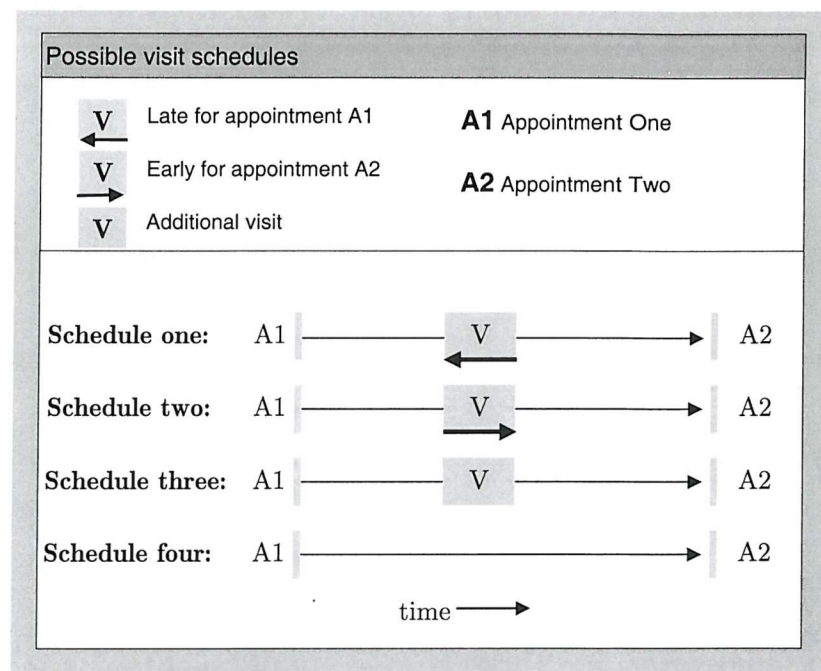 Possible visit schedules
V Late for appointment A1
A1 Appointment One
V Early for appointment A2
A2 Appointment Two
V Additional visit
Schedule one: A1 V A2
Schedule two: A1 V A2
Schedule three: A1 V A2
Schedule four: A1 A2
time